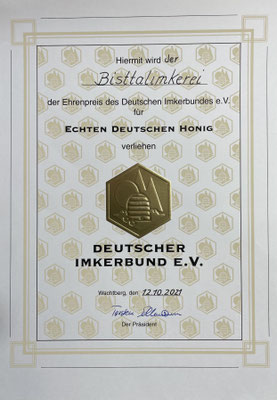 Hiermit wird der
Bisttalimkerei
der Ehrenpreis des Deutschen Imkerbundes e.V.
für
ECHTEN DEUTSCHEN HONIG
verliehen
DEUTSCHER
IMKERBUND E.V.
Wachtberg, den: 12.10.2021
Der Präsident